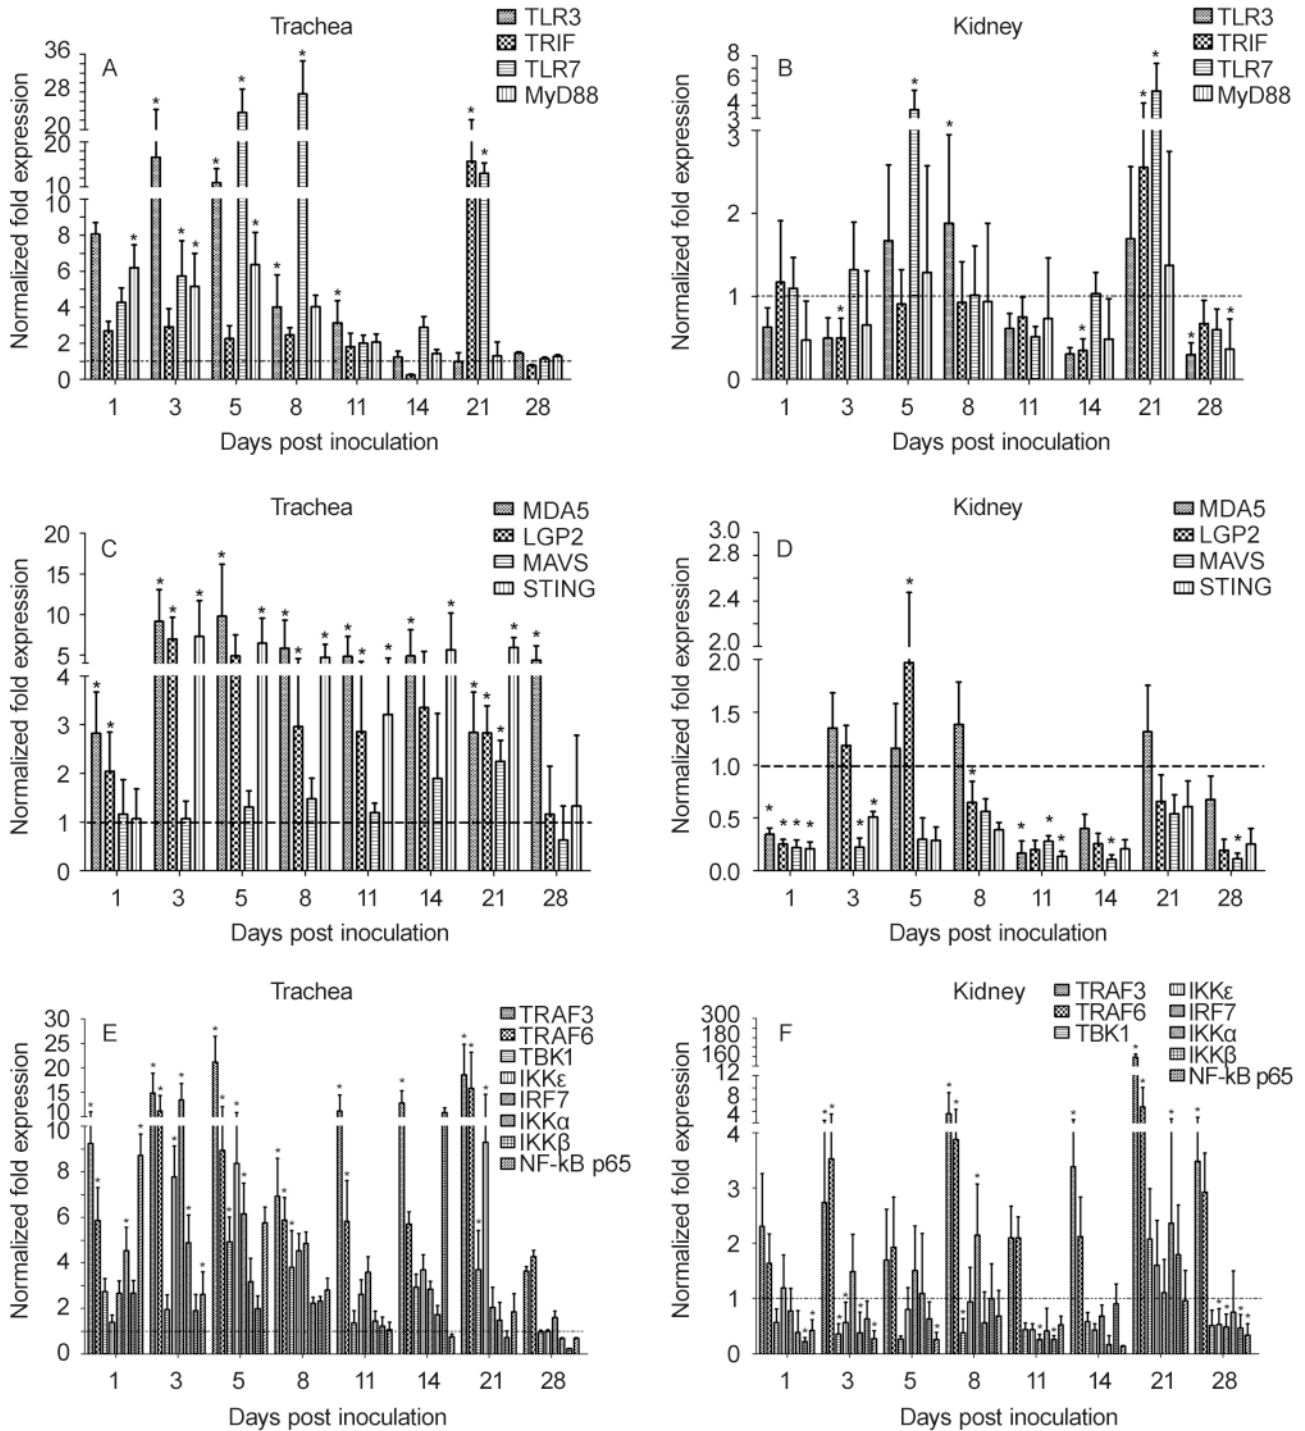 Trachea
TLR3
TRIF
TLR7
MyD88
A
Normalized fold expression
36
28
20
20
10
10
8
6
4
2
0
* * * * * * * * * * * *
1 3 5 8 11 14 21 28
Days post inoculation
Kidney
TLR3
TRIF
TLR7
MyD88
B
Normalized fold expression
8
6
4
3
3
2
1
0
* * * * * * * *
1 3 5 8 11 14 21 28
Days post inoculation
Trachea
MDA5
LGP2
MAVS
STING
C
Normalized fold expression
20
15
10
5
4
3
2
1
0
1 3 5 8 11 14 21 28
Days post inoculation
Kidney
MDA5
LGP2
MAVS
STING
D
Normalized fold expression
3.0
2.8
2.4
2.2
2.0
2.0
1.5
1.0
0.5
0.0
1 3 5 8 11 14 21 28
Days post inoculation
Trachea
TRAF3
TRAF6
TBK1
IKKε
IRF7
IKKα
IKKβ
NF-kB p65
E
Normalized fold expression
30
25
20
15
10
10
8
6
4
2
0
1 3 5 8 11 14 21 28
Days post inoculation
Kidney
TRAF3
TRAF6
TBK1
IKKε
IRF7
IKKα
IKKβ
NF-kB p65
F
Normalized fold expression
300
180
160
12
8
4
4
3
2
1
0
1 3 5 8 11 14 21 28
Days post inoculation